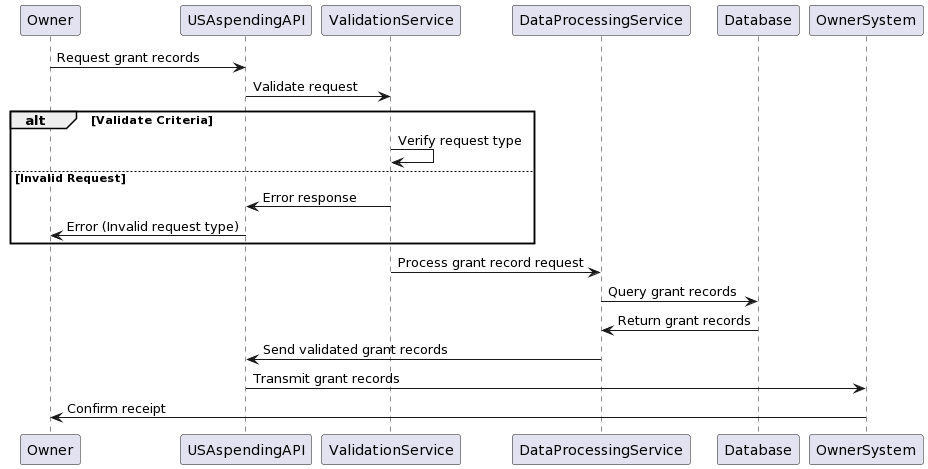 Owner USAspendingAPI ValidationService DataProcessingService Database OwnerSystem
Request grant records
Validate request
alt [Validate Criteria]
Verify request type
[Invalid Request]
Error response
Error (Invalid request type)
Process grant record request
Query grant records
Return grant records
Send validated grant records
Transmit grant records
Confirm receipt
Owner USAspendingAPI ValidationService DataProcessingService Database OwnerSystem